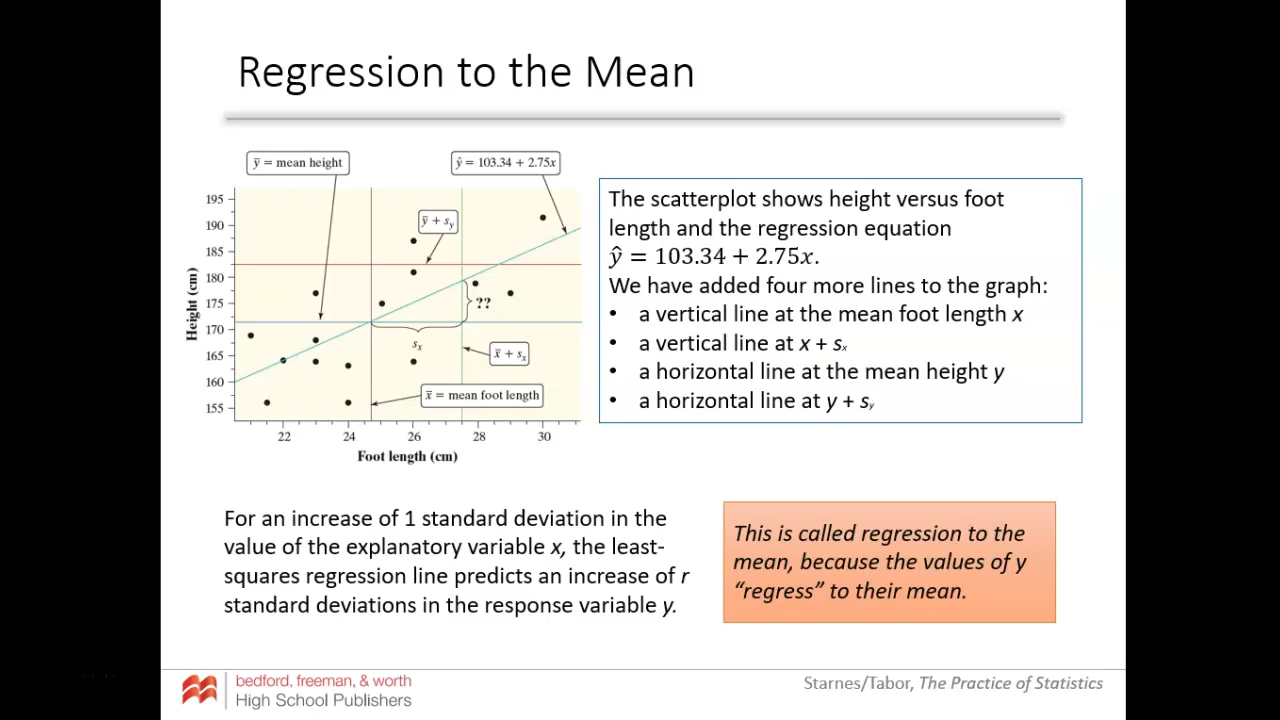 Regression to the Mean
ȳ = mean height
ŷ = 103.34 + 2.75x
ȳ + s_y
195
190
185
180
175
170
165
160
155
Height (cm)
??
s_x
x̄ + s_x
x̄ = mean foot length
22 24 26 28 30
Foot length (cm)
The scatterplot shows height versus foot
length and the regression equation
ŷ = 103.34 + 2.75x.
We have added four more lines to the graph:
• a vertical line at the mean foot length x
• a vertical line at x + s_x
• a horizontal line at the mean height y
• a horizontal line at y + s_y
For an increase of 1 standard deviation in the
value of the explanatory variable x, the least-
squares regression line predicts an increase of r
standard deviations in the response variable y.
This is called regression to the
mean, because the values of y
“regress” to their mean.
bedford, freeman, & worth
High School Publishers
Starnes/Tabor, The Practice of Statistics